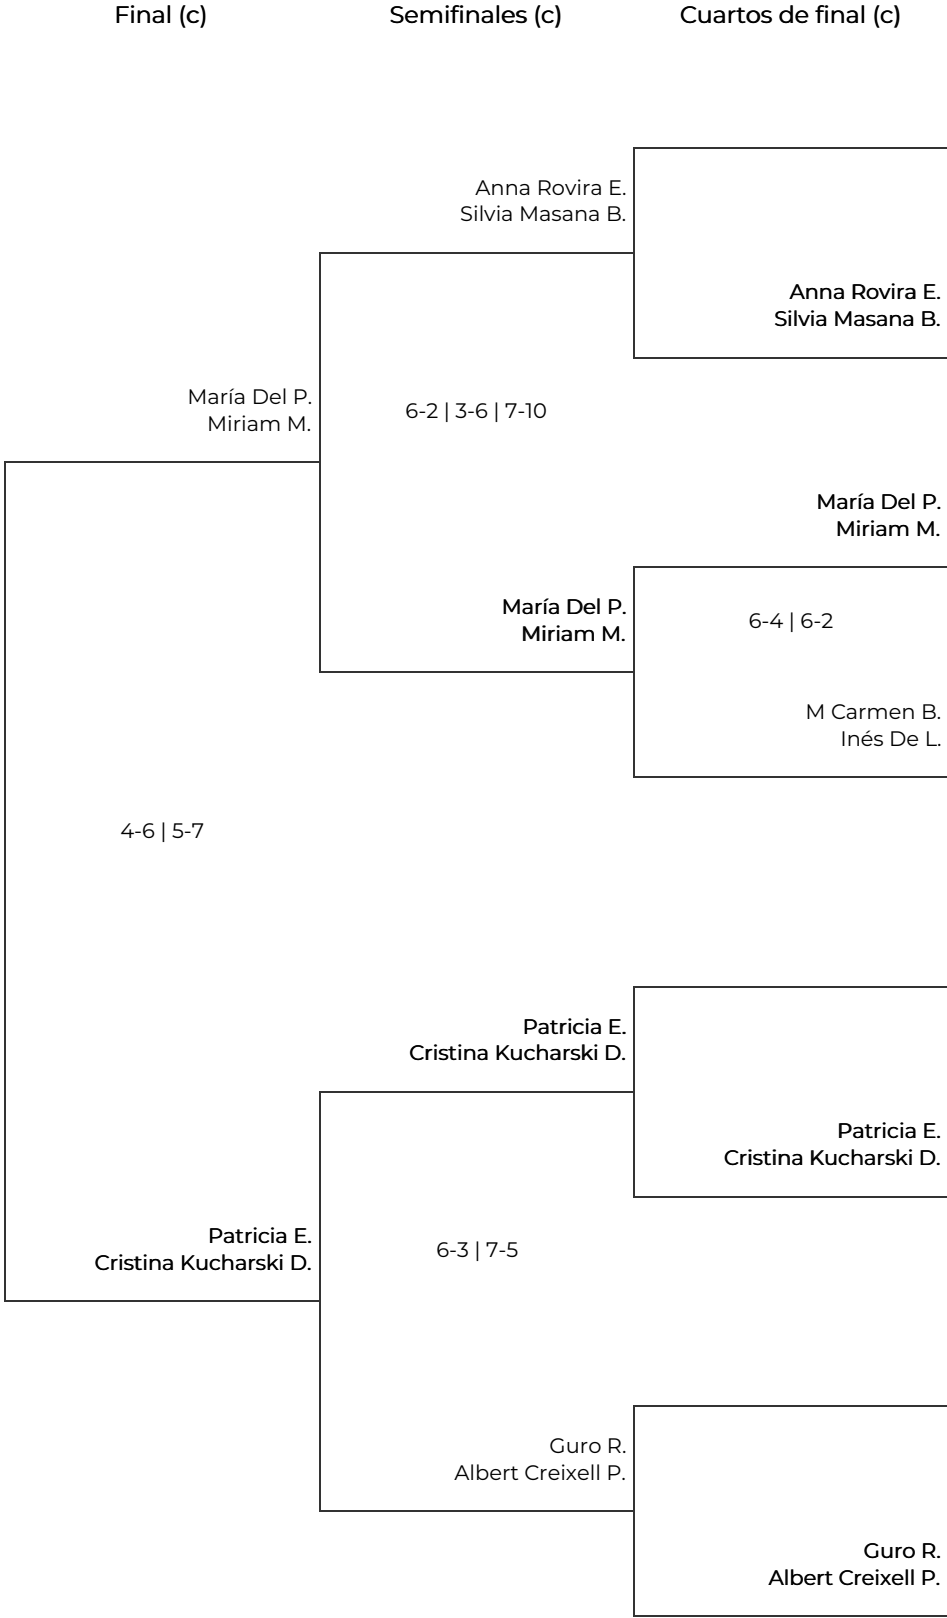 Final (c)
Semifinales (c)
Cuartos de final (c)
Anna Rovira E.
Silvia Masana B.
Anna Rovira E.
Silvia Masana B.
María Del P.
Miriam M.
6-2 | 3-6 | 7-10
María Del P.
Miriam M.
María Del P.
Miriam M.
6-4 | 6-2
M Carmen B.
Inés De L.
4-6 | 5-7
Patricia E.
Cristina Kucharski D.
Patricia E.
Cristina Kucharski D.
Patricia E.
Cristina Kucharski D.
6-3 | 7-5
Guro R.
Albert Creixell P.
Guro R.
Albert Creixell P.